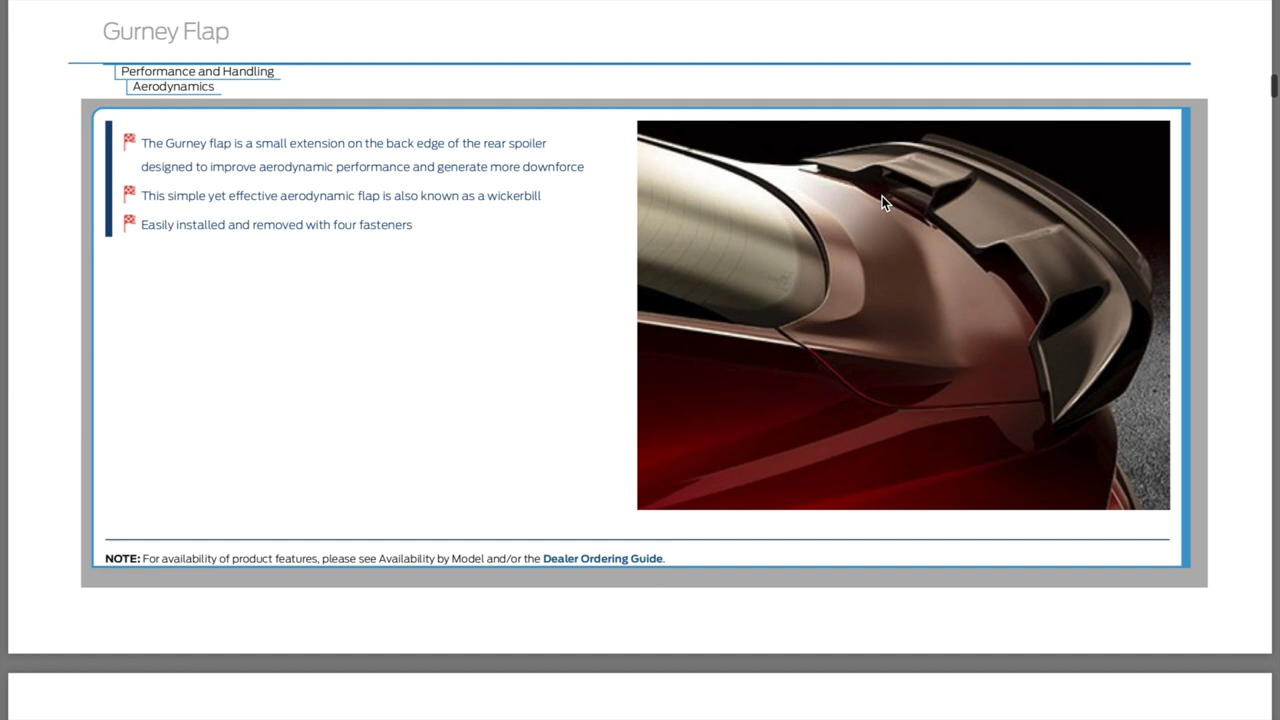 Gurney Flap
Performance and Handling
Aerodynamics
The Gurney flap is a small extension on the back edge of the rear spoiler
designed to improve aerodynamic performance and generate more downforce
This simple yet effective aerodynamic flap is also known as a wickerbill
Easily installed and removed with four fasteners
NOTE: For availability of product features, please see Availability by Model and/or the Dealer Ordering Guide.